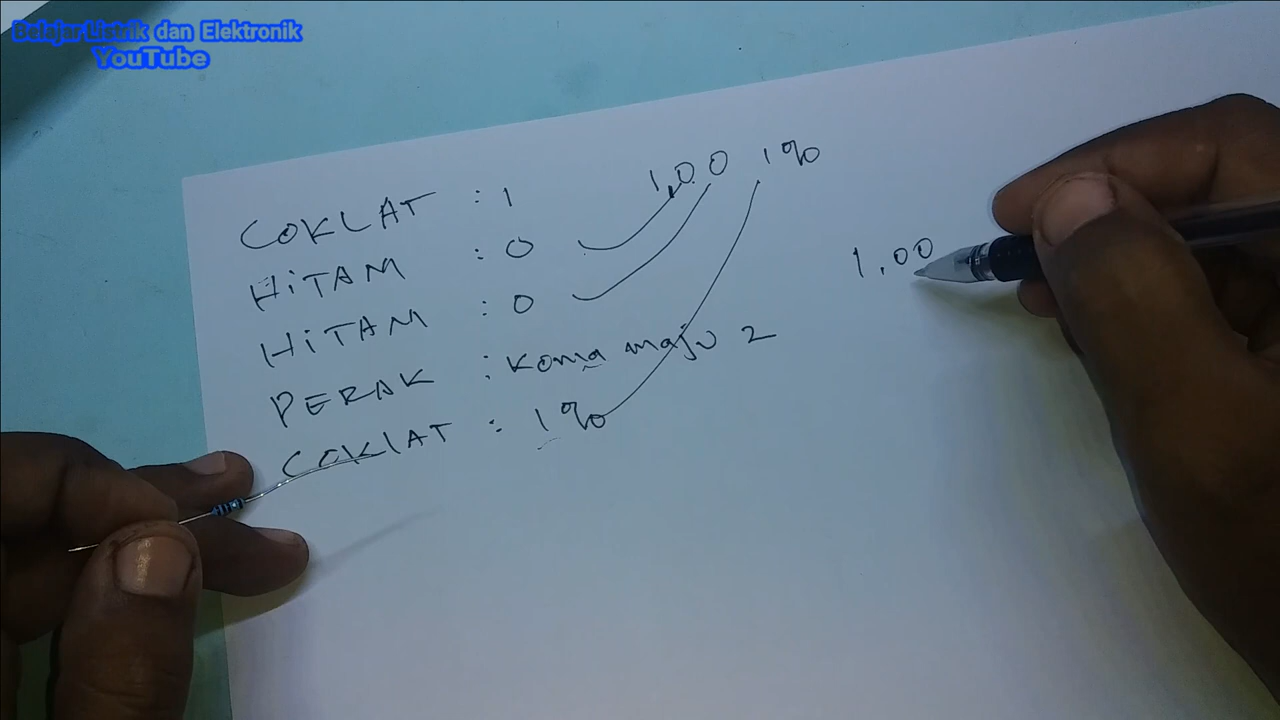 Belajar Listrik dan Elektronik
YouTube
COKLAT : 1
HiTAM : 0
HiTAM : 0
PERAK : Koma maju 2
COKLAT : 1%
1,00 1%
1.00